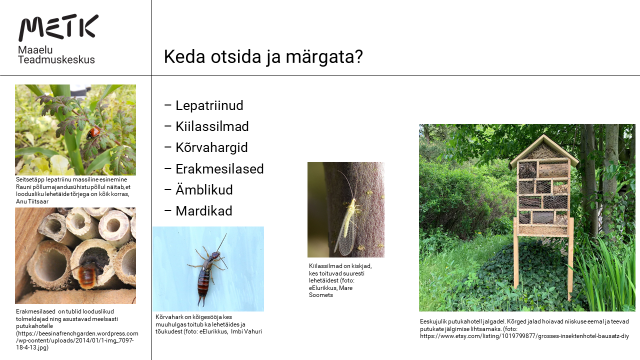 METK
Maaelu
Teadmuskeskus
Keda otsida ja märgata?
– Lepatriinud
– Kiilassilmad
– Kõrvahargid
– Erakmesilased
– Ämblikud
– Mardikad
Seitsetäpp lepatriinu massiline esinemine
Rauni põllumajandusühistu põllul näitab, et
loodusliku lehetäide tõrjega on kõik korras,
Anu Tiitsaar
Erakmesilased on tublid looduslikud
tolmeldajad ning asustavad meelsasti
putukahotelle
(https://beesinafrenchgarden.wordpress.com
/wp-content/uploads/2014/01/1-img_7097-
18-4-13.jpg)
Kõrvahark on kõigesööja kes
muuhulgas toitub ka lehetäides ja
tõukudest (foto: eElurikkus, Imbi Vahuri
Kiilassilmad on kiskjad,
kes toituvad suuresti
lehetäidest (foto:
eElurikkus, Mare
Soomets
Eeskujulik putukahotell jalgadel. Kõrged jalad hoiavad niiskuse eemal ja teevad
putukate jälgimise lihtsamaks. (foto:
https://www.etsy.com/listing/1019799877/grosses-insektenhotel-bausatz-diy